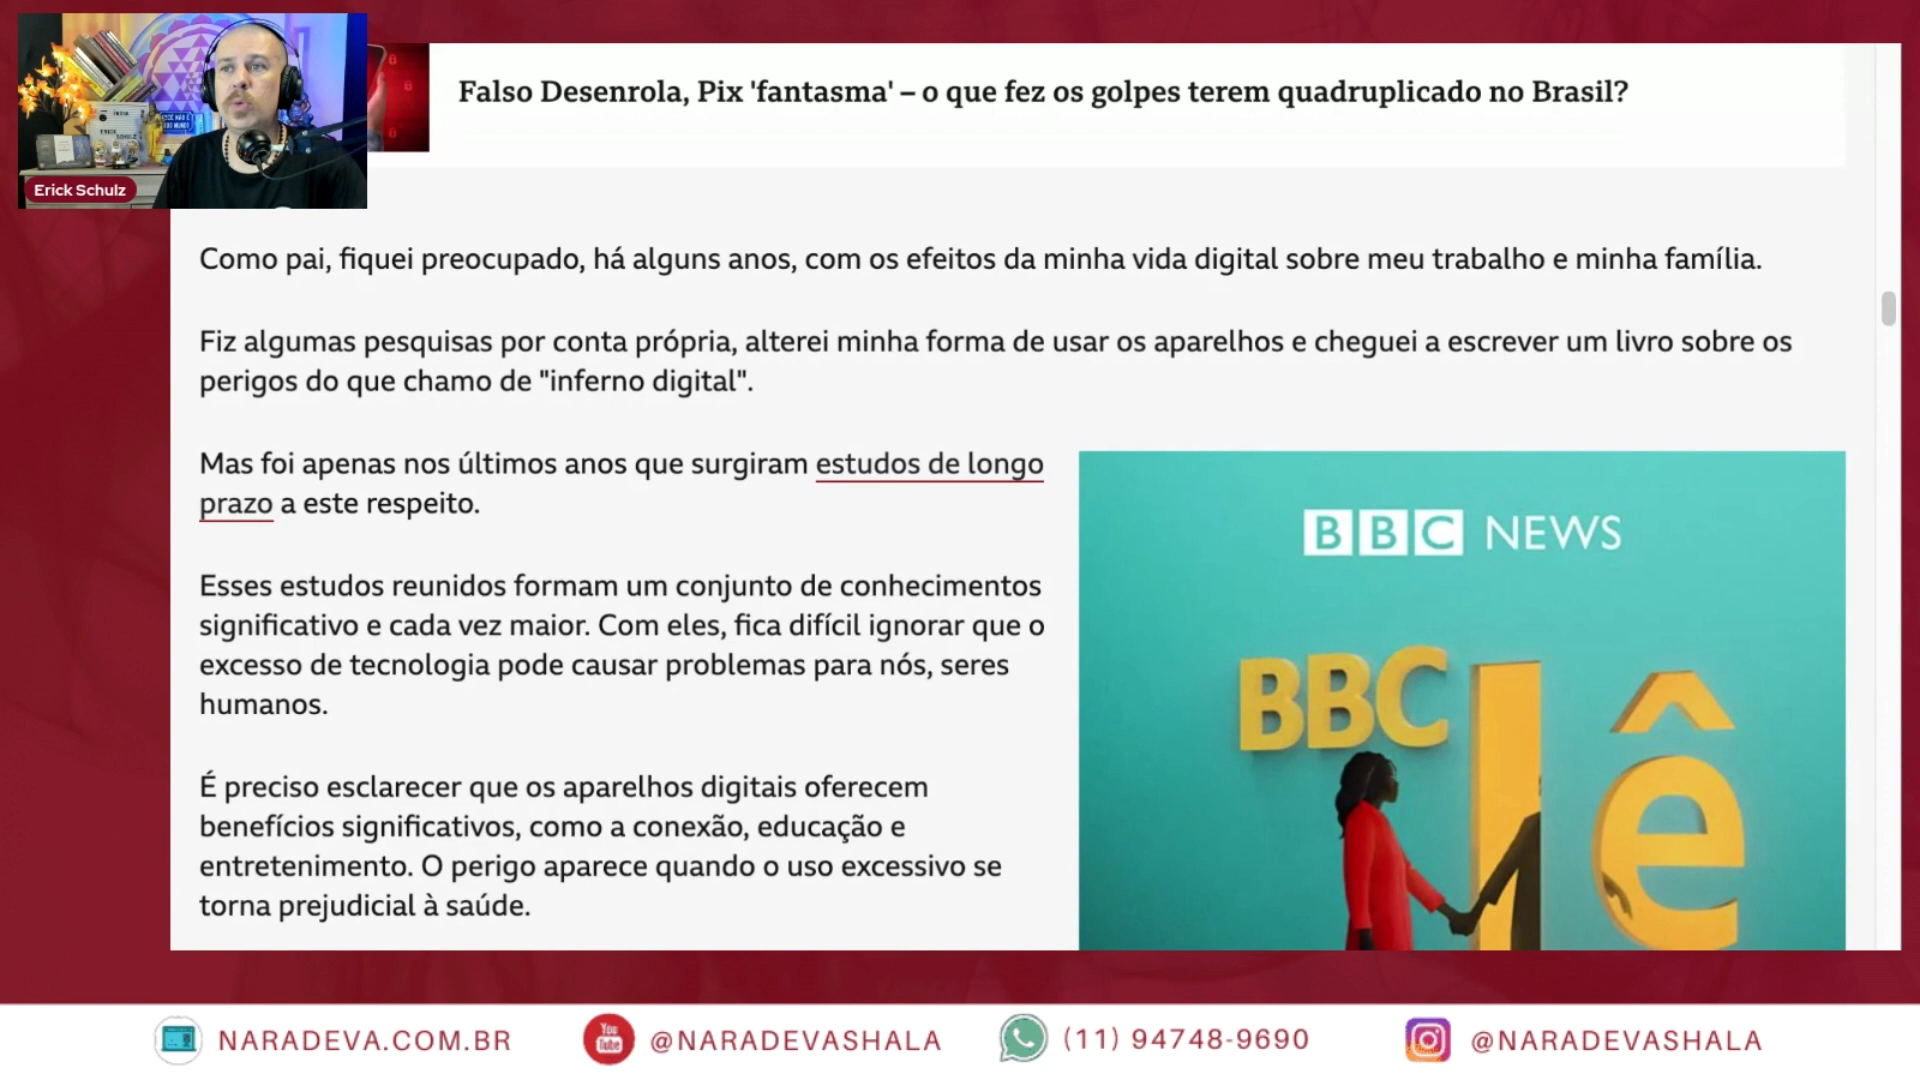 Erick Schulz
Falso Desenrola, Pix 'fantasma' – o que fez os golpes terem quadruplicado no Brasil?
Como pai, fiquei preocupado, há alguns anos, com os efeitos da minha vida digital sobre meu trabalho e minha família.
Fiz algumas pesquisas por conta própria, alterei minha forma de usar os aparelhos e cheguei a escrever um livro sobre os
perigos do que chamo de "inferno digital".
Mas foi apenas nos últimos anos que surgiram estudos de longo
prazo a este respeito.
Esses estudos reunidos formam um conjunto de conhecimentos
significativo e cada vez maior. Com eles, fica difícil ignorar que o
excesso de tecnologia pode causar problemas para nós, seres
humanos.
É preciso esclarecer que os aparelhos digitais oferecem
benefícios significativos, como a conexão, educação e
entretenimento. O perigo aparece quando o uso excessivo se
torna prejudicial à saúde.
BBC NEWS
BBC
lê
NARADEVA.COM.BR
You
Tube
@NARADEVASHALA
(11) 94748-9690
@NARADEVASHALA